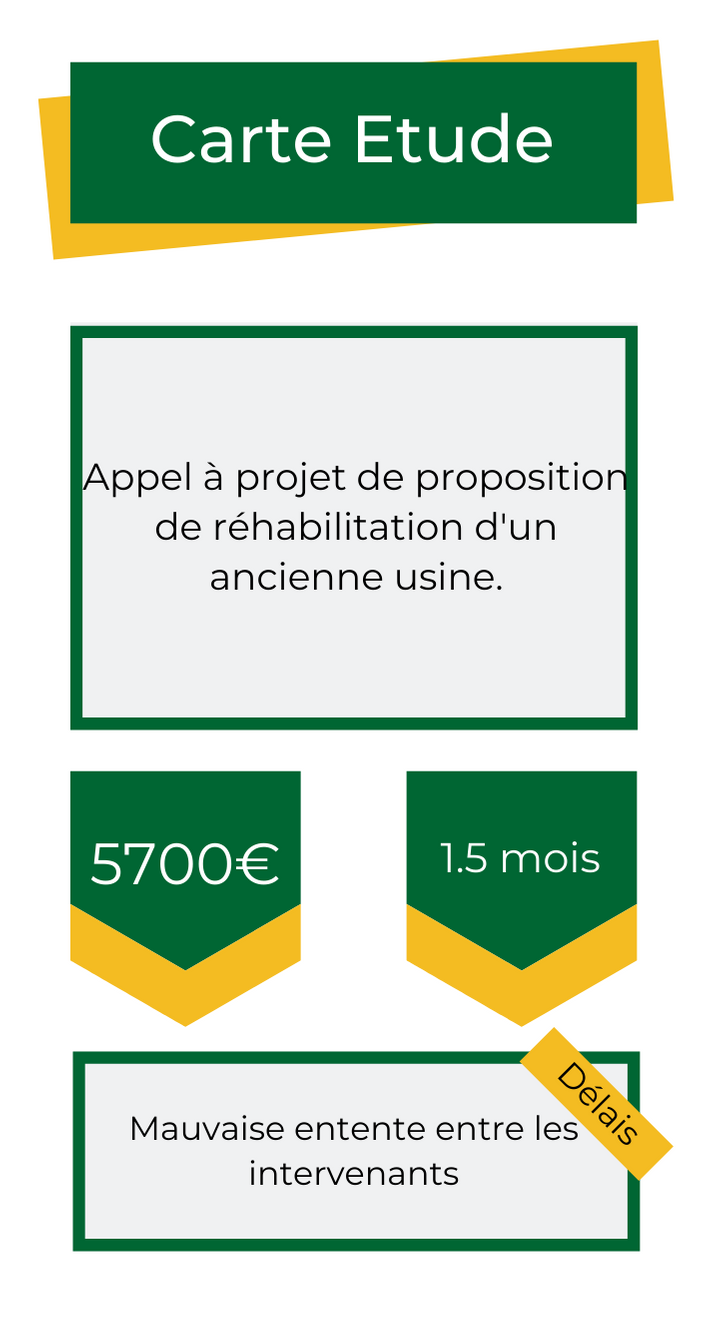 Carte Etude
Appel à projet de proposition
de réhabilitation d'un
ancienne usine.
5700€
1.5 mois
Délais
Mauvaise entente entre les
intervenants